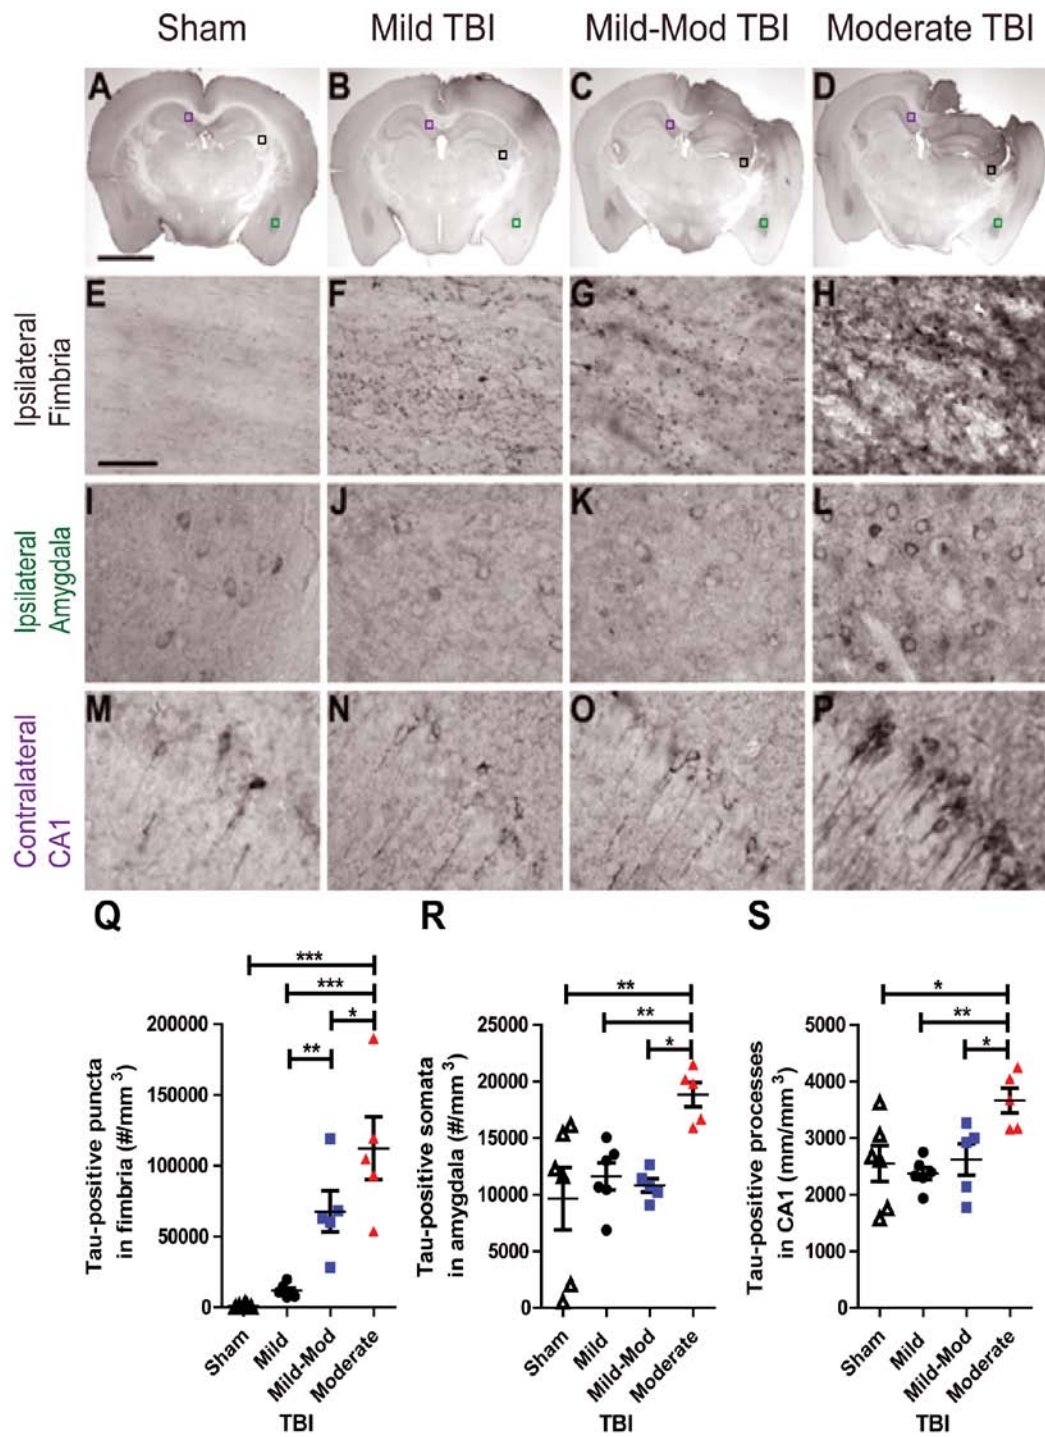 Sham Mild TBI Mild-Mod TBI Moderate TBI
A B C D
Ipsilateral
Fimbria
E F G H
Ipsilateral
Amygdala
I J K L
Contralateral
CA1
M N O P
Q R S
Tau-positive puncta
in fimbria (#/mm³)
***
***
*
**
200000
150000
100000
50000
0
Sham Mild Mild-Mod Moderate
TBI
Tau-positive somata
in amygdala (#/mm³)
**
**
*
25000
20000
15000
10000
5000
0
Sham Mild Mild-Mod Moderate
TBI
Tau-positive processes
in CA1 (mm/mm³)
*
**
*
5000
4000
3000
2000
1000
0
Sham Mild Mild-Mod Moderate
TBI